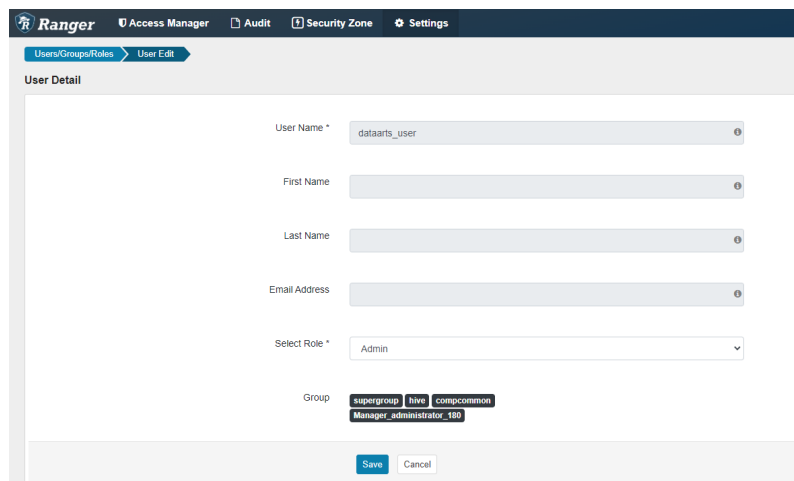 Ranger Access Manager Audit Security Zone Settings
Users/Groups/Roles User Edit
User Detail
User Name * dataarts_user
First Name
Last Name
Email Address
Select Role * Admin
Group supergroup hive compcommon
Manager_administrator_180
Save Cancel